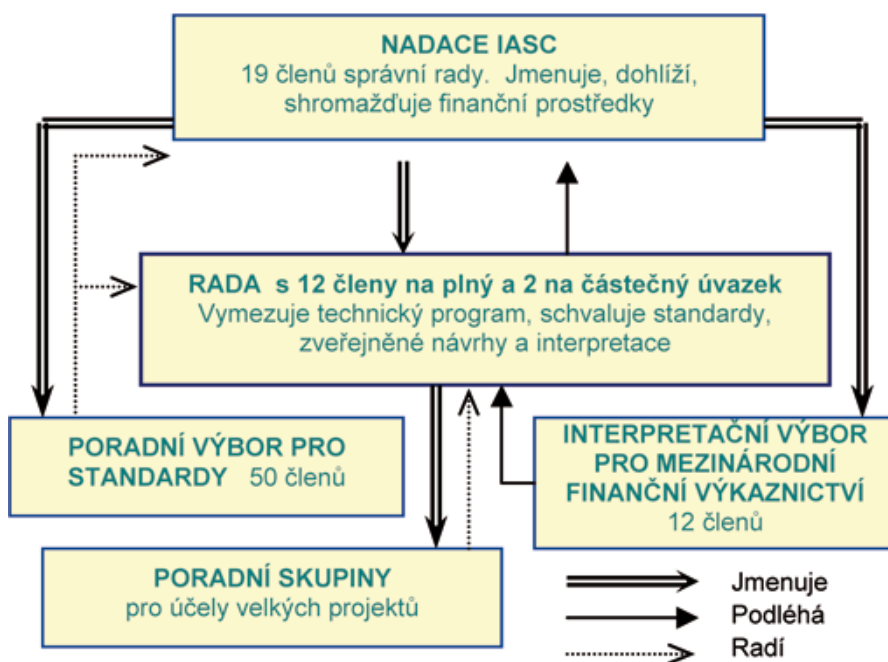 NADACE IASC
19 členů správní rady. Jmenuje, dohlíží,
shromažďuje finanční prostředky
RADA s 12 členy na plný a 2 na částečný úvazek
Vymezuje technický program, schvaluje standardy,
zveřejněné návrhy a interpretace
PORADNÍ VÝBOR PRO
STANDARDY 50 členů
INTERPRETAČNÍ VÝBOR
PRO MEZINÁRODNÍ
FINANČNÍ VÝKAZNICTVÍ
12 členů
PORADNÍ SKUPINY
pro účely velkých projektů
Jmenuje
Podléhá
Radí